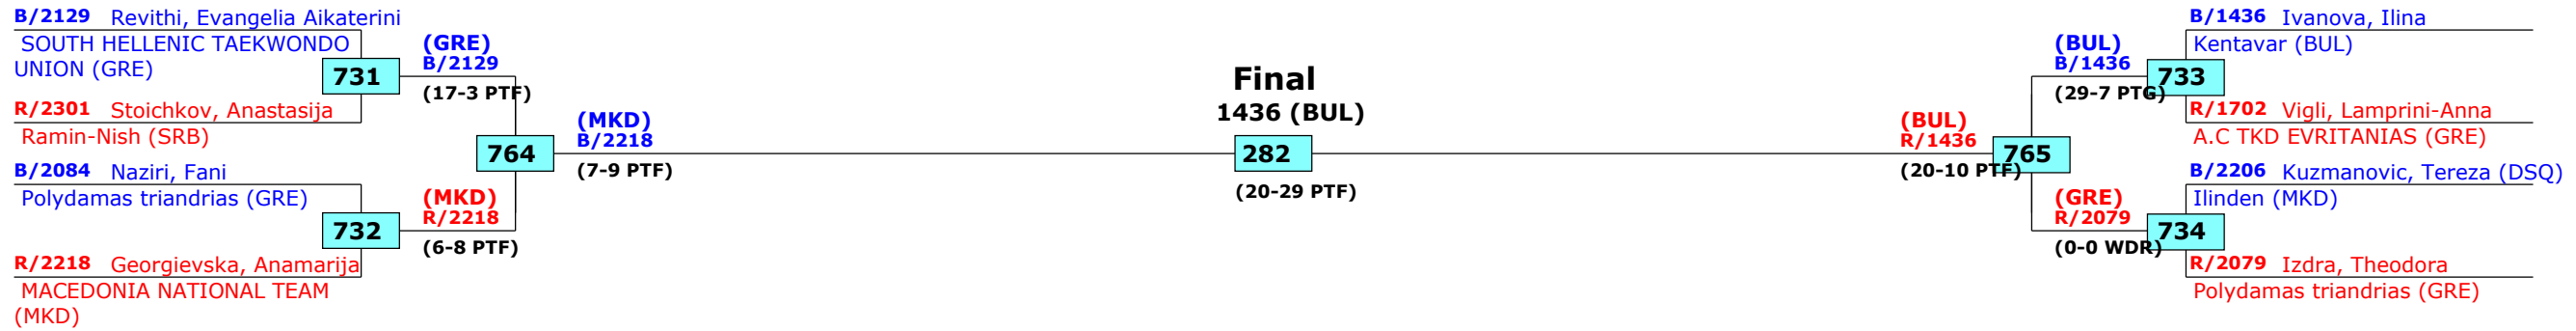 B/2129 Revithi, Evangelia Aikaterini
SOUTH HELLENIC TAEKWONDO
UNION (GRE)
731
R/2301 Stoichkov, Anastasija
Ramin-Nish (SRB)
B/2084 Naziri, Fani
Polydamas triandrias (GRE)
732
R/2218 Georgievska, Anamarija
MACEDONIA NATIONAL TEAM
(MKD)
(GRE)
B/2129
(17-3 PTF)
764
(MKD)
R/2218
(6-8 PTF)
(MKD)
B/2218
(7-9 PTF)
Final
1436 (BUL)
282
(20-29 PTF)
(BUL)
R/1436
(20-10 PTF)
765
(BUL)
B/1436
(29-7 PTG)
(GRE)
R/2079
(0-0 WDR)
B/1436 Ivanova, Ilina
Kentavar (BUL)
733
R/1702 Vigli, Lamprini-Anna
A.C TKD EVRITANIAS (GRE)
B/2206 Kuzmanovic, Tereza (DSQ)
Ilinden (MKD)
734
R/2079 Izdra, Theodora
Polydamas triandrias (GRE)